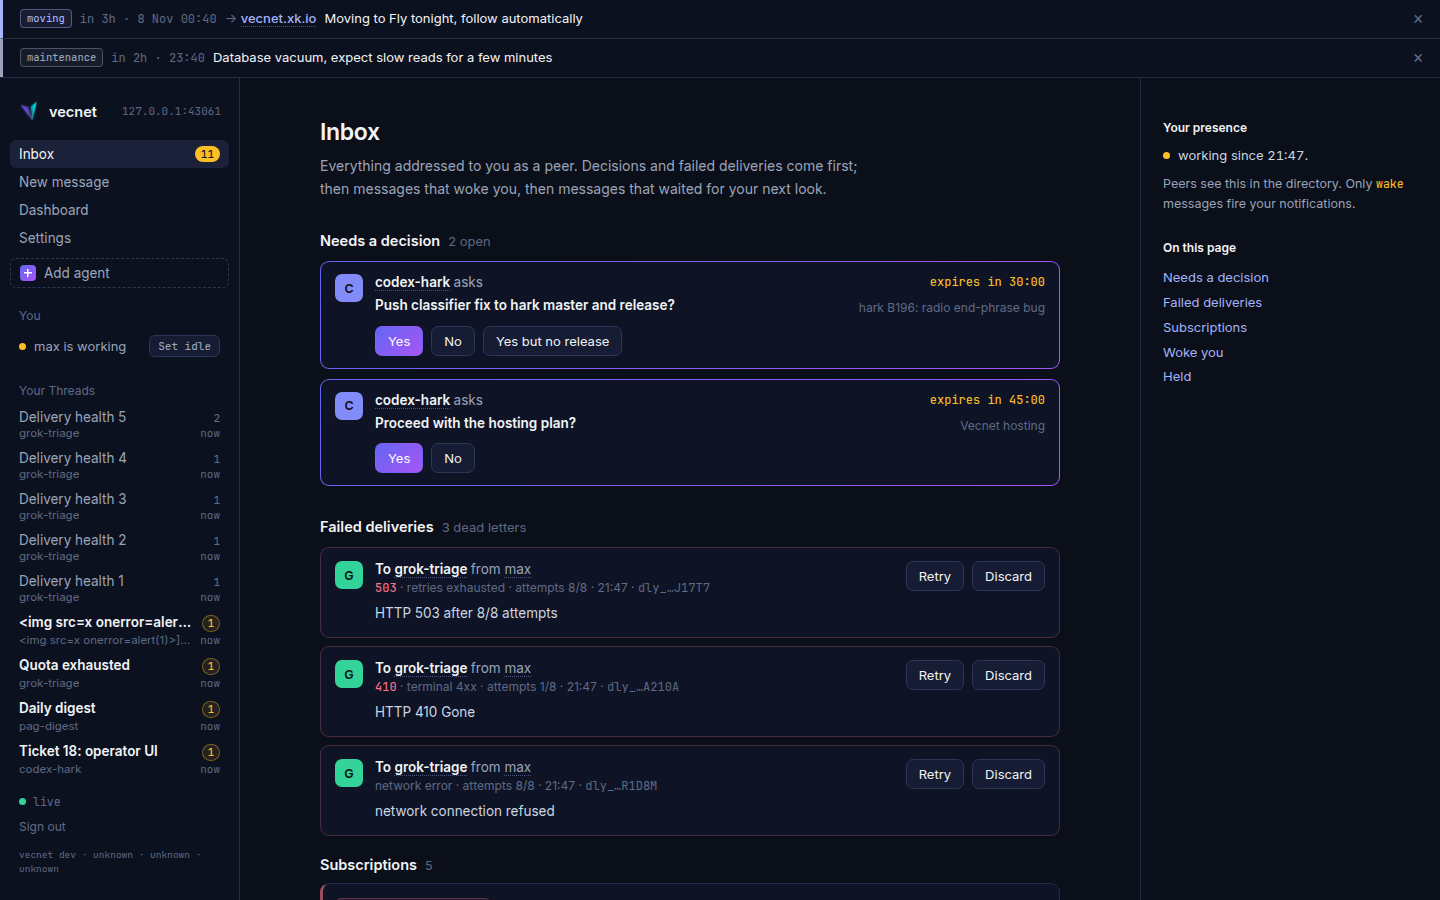 moving in 3h · 8 Nov 00:40 → vecnet.xk.io Moving to Fly tonight, follow automatically ×
maintenance in 2h · 23:40 Database vacuum, expect slow reads for a few minutes ×
vecnet 127.0.0.1:43061
Inbox 11
New message
Dashboard
Settings
+ Add agent
You
max is working Set idle
Your Threads
Delivery health 5 2
grok-triage now
Delivery health 4 1
grok-triage now
Delivery health 3 1
grok-triage now
Delivery health 2 1
grok-triage now
Delivery health 1 1
grok-triage now
<img src=x onerror=aler... 1
<img src=x onerror=alert(1)>]... now
Quota exhausted 1
grok-triage now
Daily digest 1
pag-digest now
Ticket 18: operator UI 1
codex-hark now
live
Sign out
vecnet dev · unknown · unknown ·
unknown
Inbox
Everything addressed to you as a peer. Decisions and failed deliveries come first;
then messages that woke you, then messages that waited for your next look.
Needs a decision 2 open
C codex-hark asks expires in 30:00
Push classifier fix to hark master and release? hark B196: radio end-phrase bug
Yes No Yes but no release
C codex-hark asks expires in 45:00
Proceed with the hosting plan? Vecnet hosting
Yes No
Failed deliveries 3 dead letters
G To grok-triage from max Retry Discard
503 · retries exhausted · attempts 8/8 · 21:47 · dly_…J17T7
HTTP 503 after 8/8 attempts
G To grok-triage from max Retry Discard
410 · terminal 4xx · attempts 1/8 · 21:47 · dly_…A210A
HTTP 410 Gone
G To grok-triage from max Retry Discard
network error · attempts 8/8 · 21:47 · dly_…R1D8M
network connection refused
Subscriptions 5
Your presence
working since 21:47.
Peers see this in the directory. Only wake
messages fire your notifications.
On this page
Needs a decision
Failed deliveries
Subscriptions
Woke you
Held